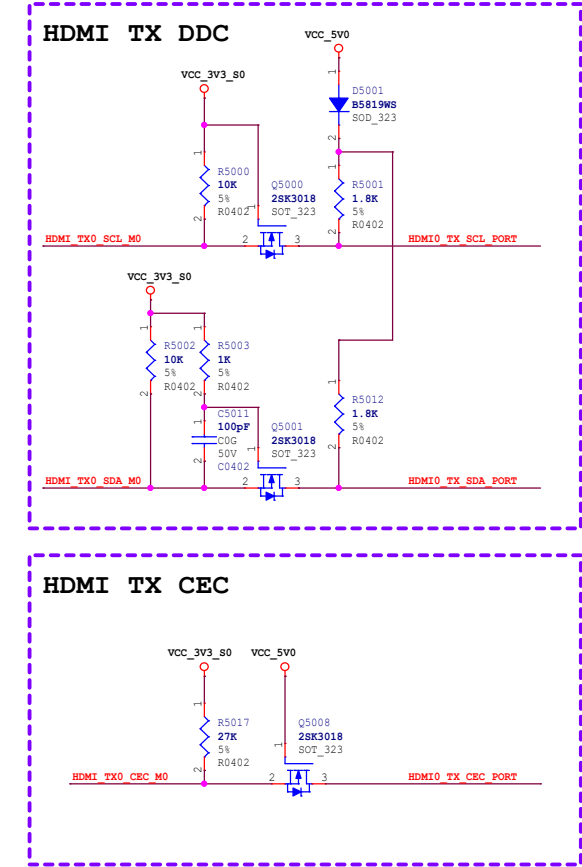 HDMI TX DDC
VCC_5V0
VCC_3V3_S0
1
D5001
B5819WS
SOD_323
2
1
R5000
10K
5%
R0402
2
Q5000
2SK3018
SOT_323
1
1
R5001
1.8K
5%
R0402
2
HDMI_TX0_SCL_M0
2
3
HDMI0_TX_SCL_PORT
VCC_3V3_S0
1
R5002
10K
5%
R0402
2
1
R5003
1K
5%
R0402
2
1
C5011
100pF
C0G
50V
C0402
2
Q5001
2SK3018
SOT_323
1
1
R5012
1.8K
5%
R0402
2
HDMI_TX0_SDA_M0
2
3
HDMI0_TX_SDA_PORT
HDMI TX CEC
VCC_3V3_S0
VCC_5V0
1
R5017
27K
5%
R0402
2
Q5008
2SK3018
SOT_323
1
HDMI_TX0_CEC_M0
2
3
HDMI0_TX_CEC_PORT